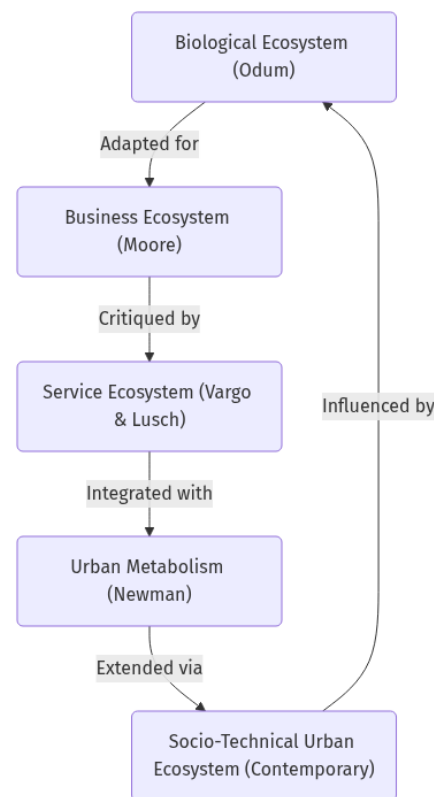 Biological Ecosystem
(Odum)
Adapted for
Business Ecosystem
(Moore)
Critiqued by
Service Ecosystem (Vargo
& Lusch)
Influenced by
Integrated with
Urban Metabolism
(Newman)
Extended via
Socio-Technical Urban
Ecosystem (Contemporary)